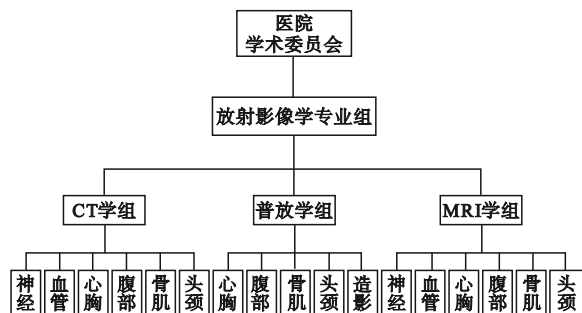 医院
学术委员会
放射影像学专业组
CT学组
普放学组
MRI学组
神经
血管
心胸
腹部
骨肌
头颈
心胸
腹部
骨肌
头颈
造影
神经
血管
心胸
腹部
骨肌
头颈